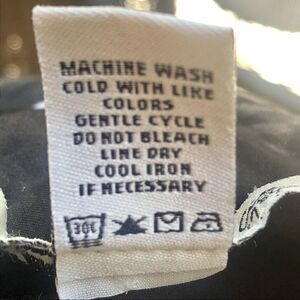 MACHINE WASH
COLD WITH LIKE
COLORS
GENTLE CYCLE
DO NOT BLEACH
LINE DRY
COOL IRON
IF NECESSARY
30C